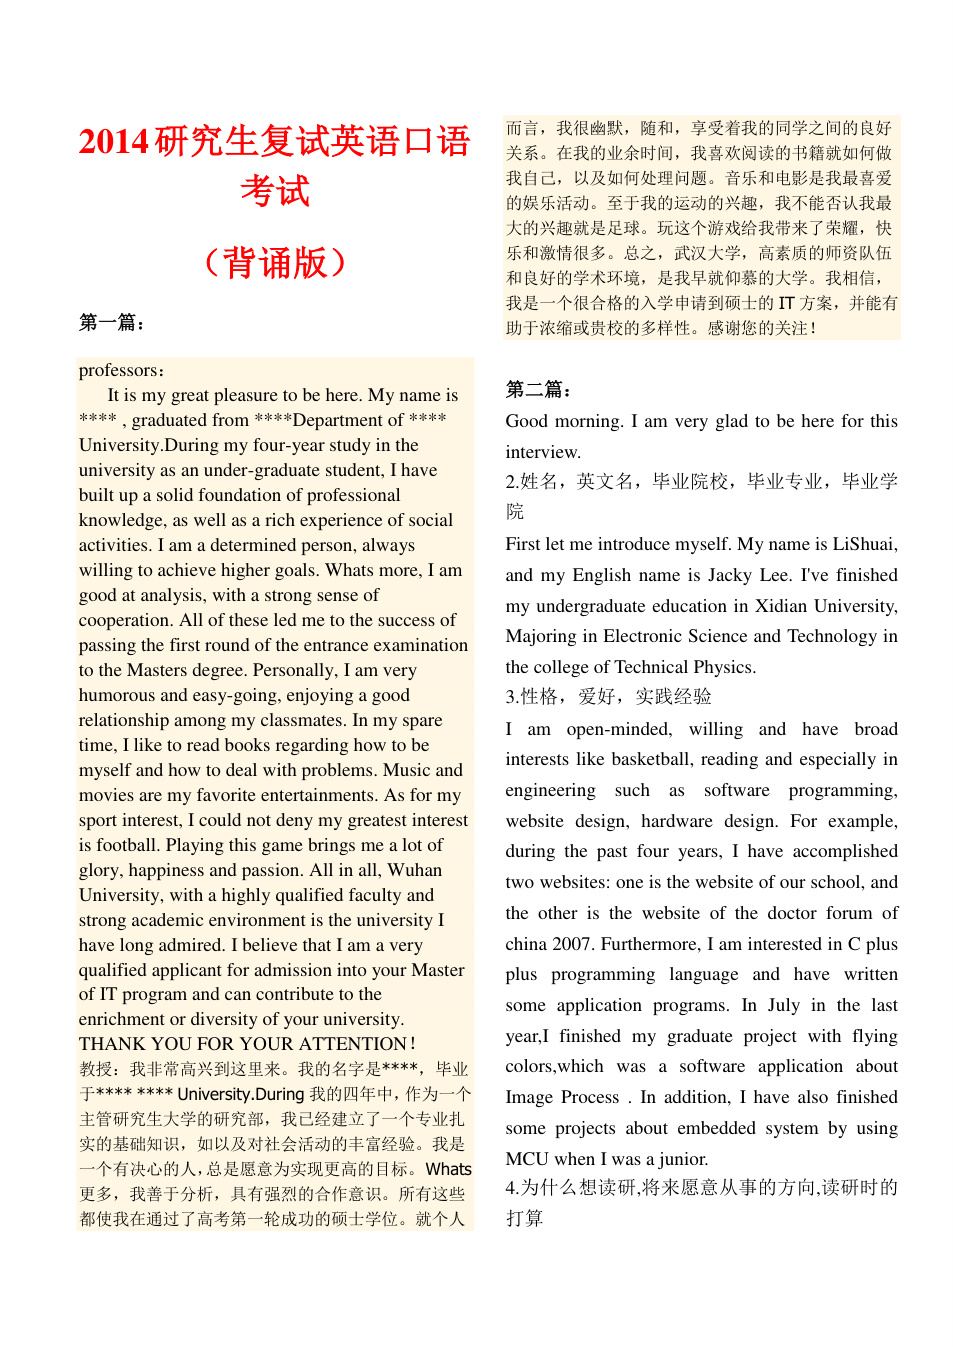 2014研究生复试英语口语
考试
（背诵版）
第一篇：
professors：
It is my great pleasure to be here. My name is
**** , graduated from ****Department of ****
University.During my four-year study in the
university as an under-graduate student, I have
built up a solid foundation of professional
knowledge, as well as a rich experience of social
activities. I am a determined person, always
willing to achieve higher goals. Whats more, I am
good at analysis, with a strong sense of
cooperation. All of these led me to the success of
passing the first round of the entrance examination
to the Masters degree. Personally, I am very
humorous and easy-going, enjoying a good
relationship among my classmates. In my spare
time, I like to read books regarding how to be
myself and how to deal with problems. Music and
movies are my favorite entertainments. As for my
sport interest, I could not deny my greatest interest
is football. Playing this game brings me a lot of
glory, happiness and passion. All in all, Wuhan
University, with a highly qualified faculty and
strong academic environment is the university I
have long admired. I believe that I am a very
qualified applicant for admission into your Master
of IT program and can contribute to the
enrichment or diversity of your university.
THANK YOU FOR YOUR ATTENTION！
教授：我非常高兴到这里来。我的名字是****，毕业
于**** **** University.During 我的四年中，作为一个
主管研究生大学的研究部，我已经建立了一个专业扎
实的基础知识，如以及对社会活动的丰富经验。我是
一个有决心的人，总是愿意为实现更高的目标。Whats
更多，我善于分析，具有强烈的合作意识。所有这些
都使我在通过了高考第一轮成功的硕士学位。就个人
而言，我很幽默，随和，享受着我的同学之间的良好
关系。在我的业余时间，我喜欢阅读的书籍就如何做
我自己，以及如何处理问题。音乐和电影是我最喜爱
的娱乐活动。至于我的运动的兴趣，我不能否认我最
大的兴趣就是足球。玩这个游戏给我带来了荣耀，快
乐和激情很多。总之，武汉大学，高素质的师资队伍
和良好的学术环境，是我早就仰慕的大学。我相信，
我是一个很合格的入学申请到硕士的 IT 方案，并能有
助于浓缩或贵校的多样性。感谢您的关注！
第二篇：
Good morning. I am very glad to be here for this
interview.
2.姓名，英文名，毕业院校，毕业专业，毕业学
院
First let me introduce myself. My name is LiShuai,
and my English name is Jacky Lee. I've finished
my undergraduate education in Xidian University,
Majoring in Electronic Science and Technology in
the college of Technical Physics.
3.性格，爱好，实践经验
I am open-minded, willing and have broad
interests like basketball, reading and especially in
engineering such as software programming,
website design, hardware design. For example,
during the past four years, I have accomplished
two websites: one is the website of our school, and
the other is the website of the doctor forum of
china 2007. Furthermore, I am interested in C plus
plus programming language and have written
some application programs. In July in the last
year,I finished my graduate project with flying
colors,which was a software application about
Image Process . In addition, I have also finished
some projects about embedded system by using
MCU when I was a junior.
4.为什么想读研,将来愿意从事的方向,读研时的
打算